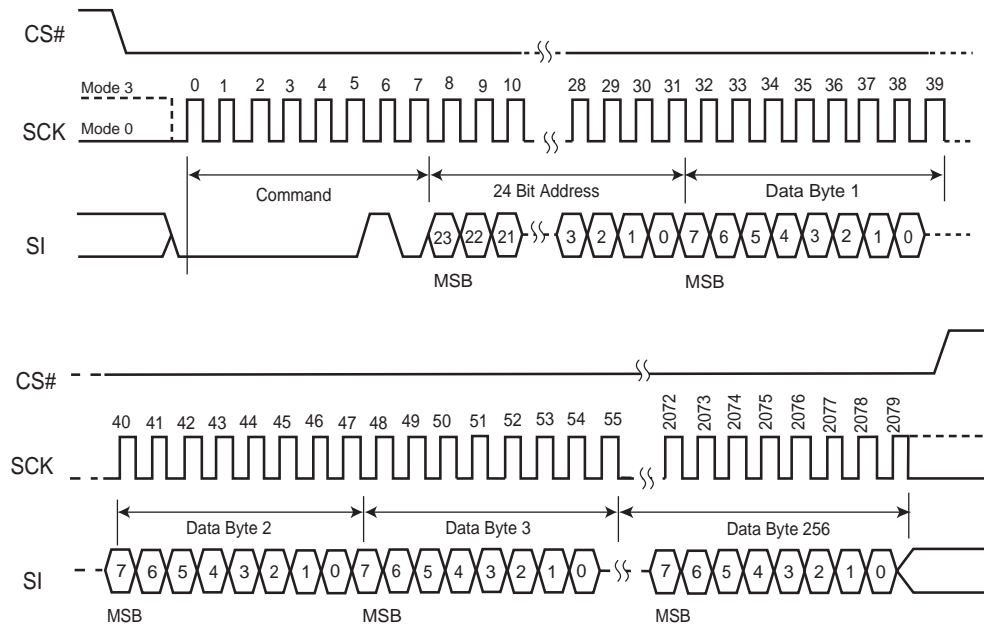 CS#
Mode 3
0 1 2 3 4 5 6 7 8 9 10 28 29 30 31 32 33 34 35 36 37 38 39
SCK
Mode 0
Command
24 Bit Address
Data Byte 1
SI
23 22 21 3 2 1 0 7 6 5 4 3 2 1 0
MSB
MSB
CS#
40 41 42 43 44 45 46 47 48 49 50 51 52 53 54 55 2072 2073 2074 2075 2076 2077 2078 2079
SCK
Data Byte 2
Data Byte 3
Data Byte 256
SI
7 6 5 4 3 2 1 0 7 6 5 4 3 2 1 0 7 6 5 4 3 2 1 0
MSB
MSB
MSB